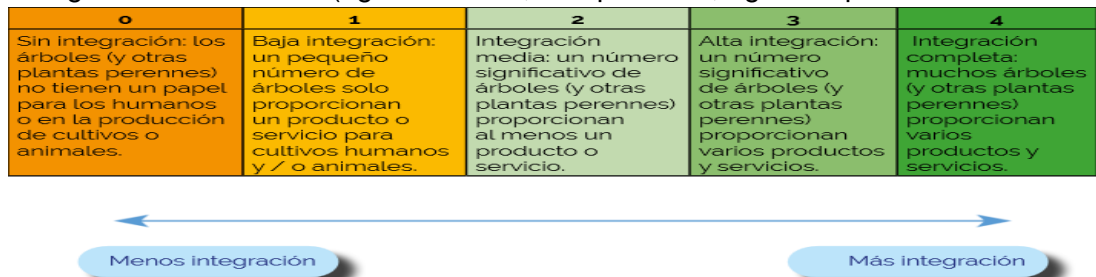 0
Sin integración: los
árboles (y otras
plantas perennes)
no tienen un papel
para los humanos
o en la producción
de cultivos o
animales.
1
Baja integración:
un pequeño
número de
árboles solo
proporcionan
un producto o
servicio para
cultivos humanos
y / o animales.
2
Integración
media: un número
significativo de
árboles (y otras
plantas perennes)
proporcionan
al menos un
producto o
servicio.
3
Alta integración:
un número
significativo
de árboles (y
otras plantas
perennes)
proporcionan
varios productos
y servicios.
4
Integración
completa:
muchos árboles
(y otras plantas
perennes)
proporcionan
varios
productos y
servicios.
Menos integración
Más integración